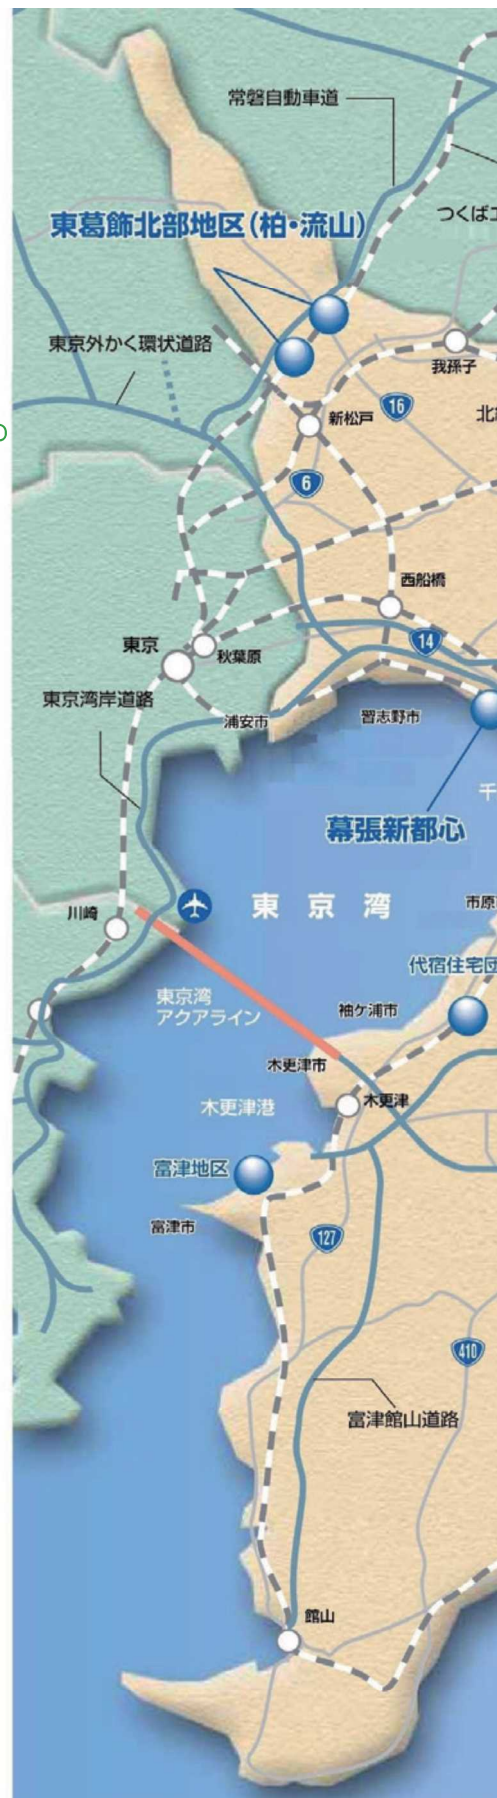 常磐自動車道
つくばエ
東葛飾北部地区(柏・流山)
東京外かく環状道路
我孫子
16
新松戸
北
6
西船橋
14
東京
秋葉原
東京湾岸道路
浦安市
習志野市
千
幕張新都心
東京湾
市原
川崎
代宿住宅団
東京湾
アクアライン
袖ケ浦市
木更津市
木更津港
木更津
富津地区
富津市
127
410
富津館山道路
館山